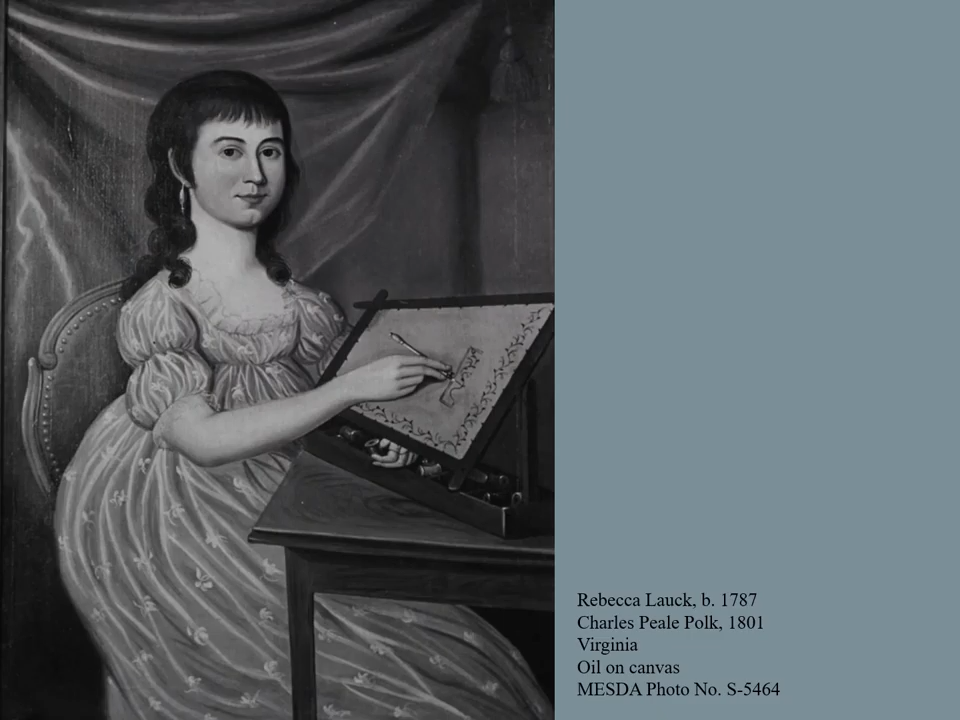 Rebecca Lauck, b. 1787
Charles Peale Polk, 1801
Virginia
Oil on canvas
MESDA Photo No. S-5464